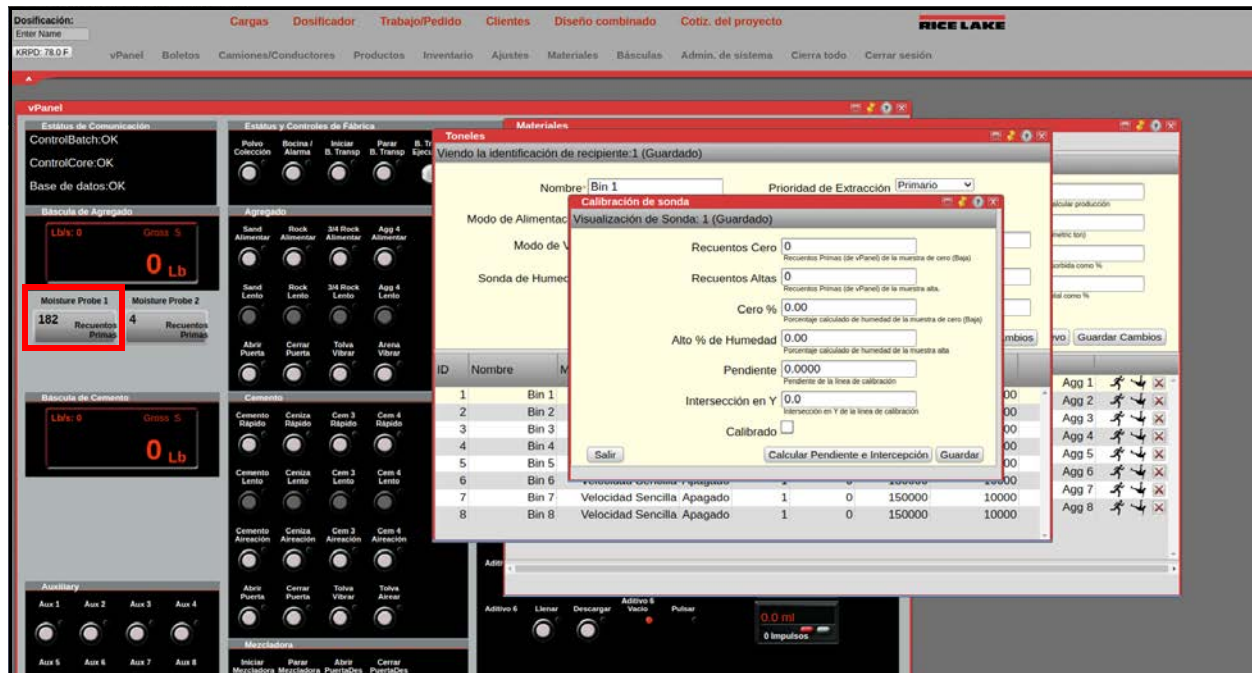 Dosificación:
Enter Name
KRPD: 78.0 F
Cargas Dosificador Trabajo/Pedido Clientes Diseño combinado Cotiz. del proyecto
RICE LAKE
vPanel Boletos Camiones/Conductores Productos Inventario Ajustes Materiales Básculas Admin. de sistema Cierra todo Cerrar sesión
vPanel
Estátus de Comunicación
ControlBatch:OK
ControlCore:OK
Base de datos:OK
Báscula de Agregado
Lb/s: 0 Gross S
0 Lb
Moisture Probe 1 Moisture Probe 2
182 Recuentos Primas
4 Recuentos Primas
Báscula de Cemento
Lb/s: 0 Gross S
0 Lb
Auxiliary
Aux 1 Aux 2 Aux 3 Aux 4
Aux 5 Aux 6 Aux 7 Aux 8
Estátus y Controles de Fábrica
Polvo Colección
Bocina / Alarma
Iniciar B. Transp
Parar B. Transp
Agregado
Sand Alimentar
Rock Alimentar
3/4 Rock Alimentar
Agg 4 Alimentar
Sand Lento
Rock Lento
3/4 Rock Lento
Agg 4 Lento
Abrir Puerta
Cerrar Puerta
Tolva Vibrar
Arena Vibrar
Cemento
Cemento Rápido
Ceniza Rápido
Cem 3 Rápido
Cem 4 Rápido
Cemento Lento
Ceniza Lento
Cem 3 Lento
Cem 4 Lento
Cemento Aireación
Ceniza Aireación
Cem 3 Aireación
Cem 4 Aireación
Abrir Puerta
Cerrar Puerta
Tolva Vibrar
Tolva Airear
Mezcladora
Iniciar Mezcladora
Parar Mezcladora
Abrir PuertaDes
Cerrar PuertaDes
Aditivo 6 Llenar Descargar
Aditivo 6 Vacío
Pulsar
0.0 ml
0 Impulsos
Materiales
Guardar Cambios
Agg 1
Agg 2
Agg 3
Agg 4
Agg 5
Agg 6
Agg 7
Agg 8
Toneles
Viendo la identificación de recipiente:1 (Guardado)
Nombre Bin 1
Prioridad de Extracción Primario
ID Nombre
1 Bin 1
2 Bin 2
3 Bin 3
4 Bin 4
5 Bin 5
6 Bin 6 Velocidad Sencilla Apagado 1 0 150000 10000
7 Bin 7 Velocidad Sencilla Apagado 1 0 150000 10000
8 Bin 8 Velocidad Sencilla Apagado 1 0 150000 10000
Calibración de sonda
Visualización de Sonda: 1 (Guardado)
Recuentos Cero 0
Recuentos Primas (de vPanel) de la muestra de cero (Baja)
Recuentos Altas 0
Recuentos Primas (de vPanel) de la muestra alta.
Cero % 0.00
Porcentaje calculado de humedad de la muestra de cero (Baja)
Alto % de Humedad 0.00
Porcentaje calculado de humedad de la muestra alta
Pendiente 0.0000
Pendiente de la línea de calibración
Intersección en Y 0.0
Intersección en Y de la línea de calibración
Calibrado
Salir Calcular Pendiente e Intercepción Guardar